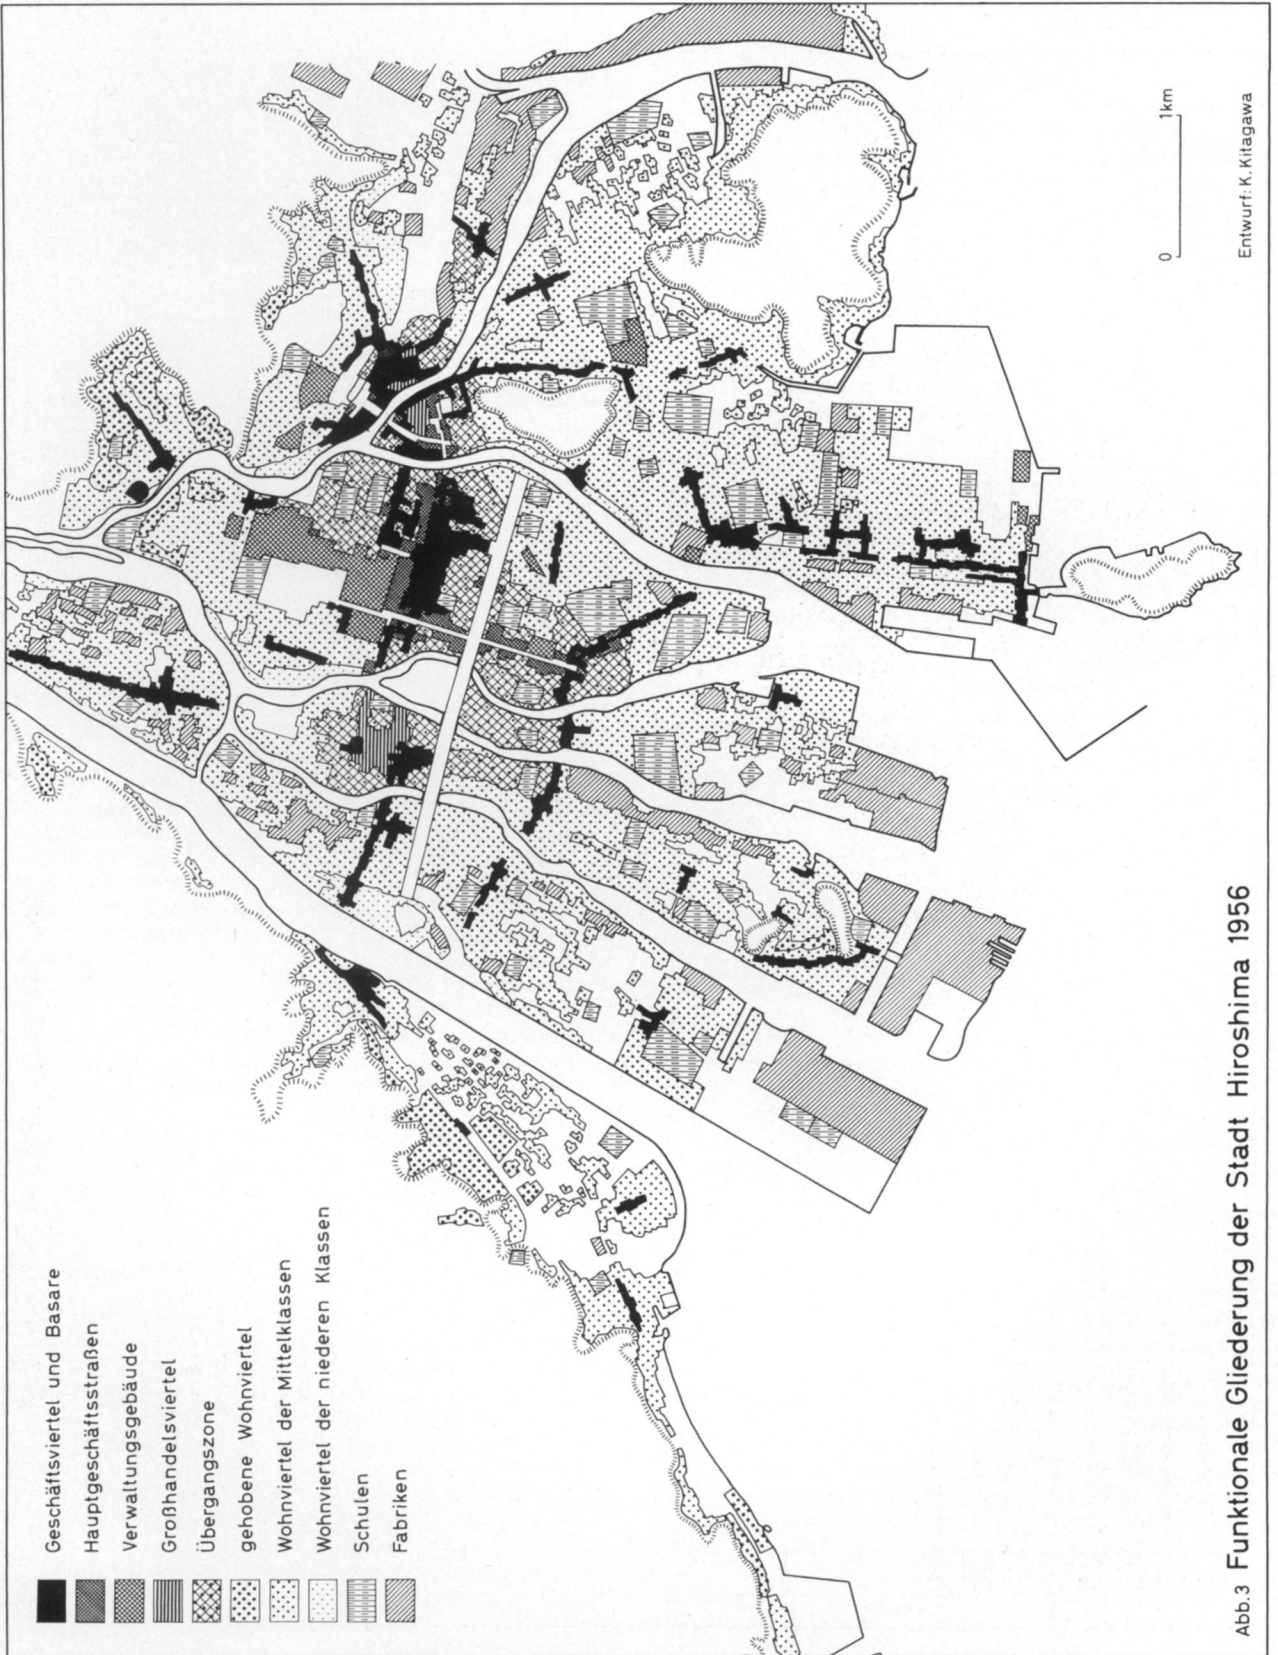 Geschäftsviertel und Basare
Hauptgeschäftsstraßen
Verwaltungsgebäude
Großhandelsviertel
Übergangszone
gehobene Wohnviertel
Wohnviertel der Mittelklassen
Wohnviertel der niederen Klassen
Schulen
Fabriken
0 1km
Entwurf: K. Kitagawa
Abb.3 Funktionale Gliederung der Stadt Hiroshima 1956